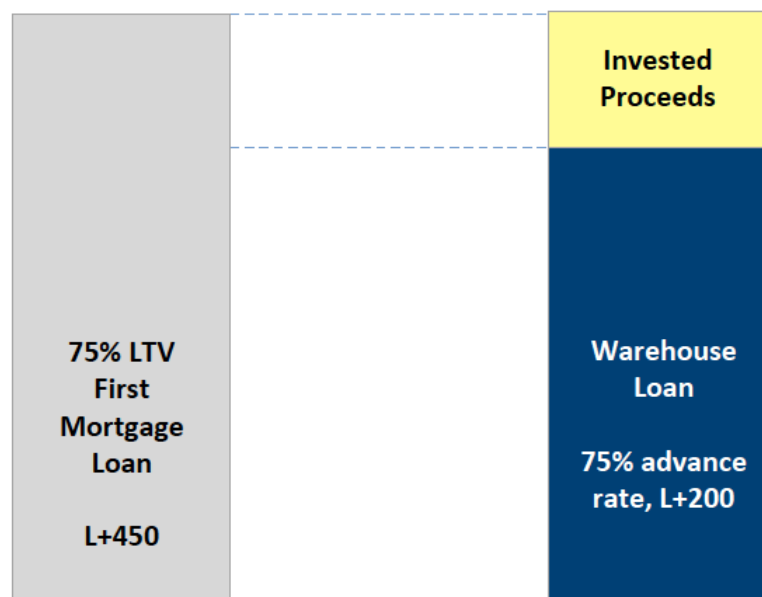 75% LTV
First
Mortgage
Loan
L+450
Invested
Proceeds
Warehouse
Loan
75% advance
rate, L+200